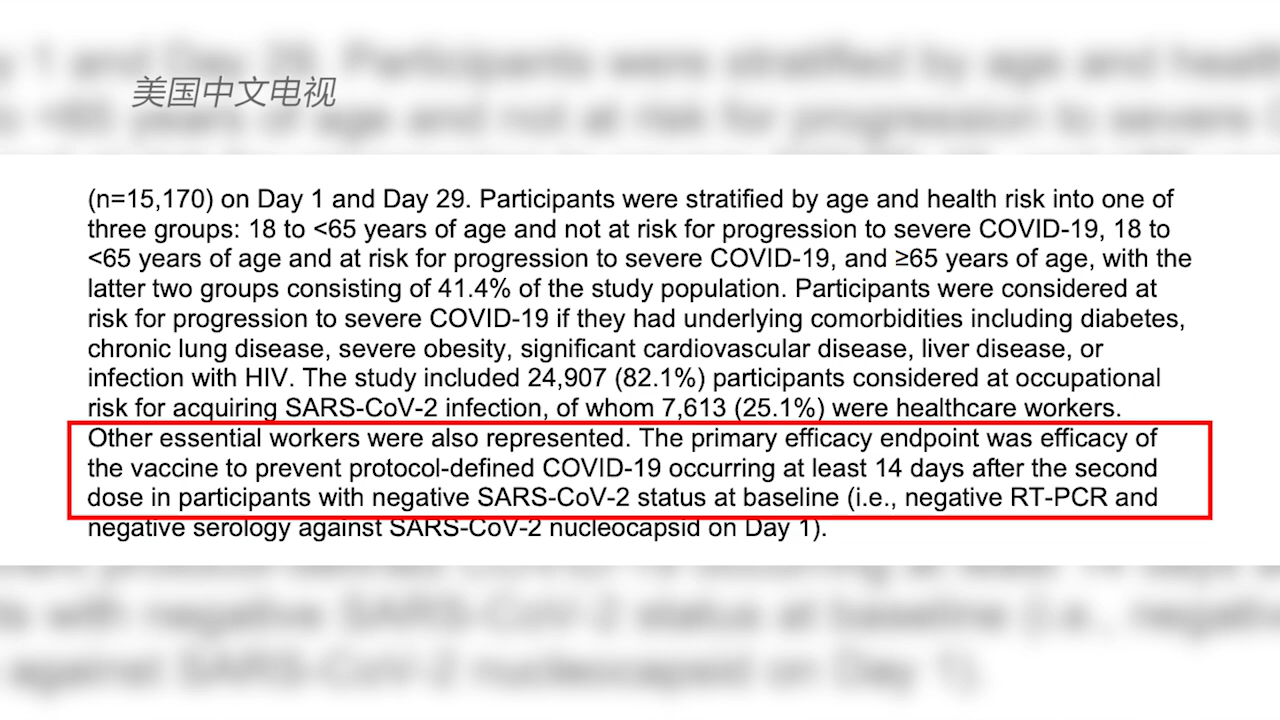 美国中文电视
(n=15,170) on Day 1 and Day 29. Participants were stratified by age and health risk into one of
three groups: 18 to <65 years of age and not at risk for progression to severe COVID-19, 18 to
<65 years of age and at risk for progression to severe COVID-19, and ≥65 years of age, with the
latter two groups consisting of 41.4% of the study population. Participants were considered at
risk for progression to severe COVID-19 if they had underlying comorbidities including diabetes,
chronic lung disease, severe obesity, significant cardiovascular disease, liver disease, or
infection with HIV. The study included 24,907 (82.1%) participants considered at occupational
risk for acquiring SARS-CoV-2 infection, of whom 7,613 (25.1%) were healthcare workers.
Other essential workers were also represented. The primary efficacy endpoint was efficacy of
the vaccine to prevent protocol-defined COVID-19 occurring at least 14 days after the second
dose in participants with negative SARS-CoV-2 status at baseline (i.e., negative RT-PCR and
negative serology against SARS-CoV-2 nucleocapsid on Day 1).